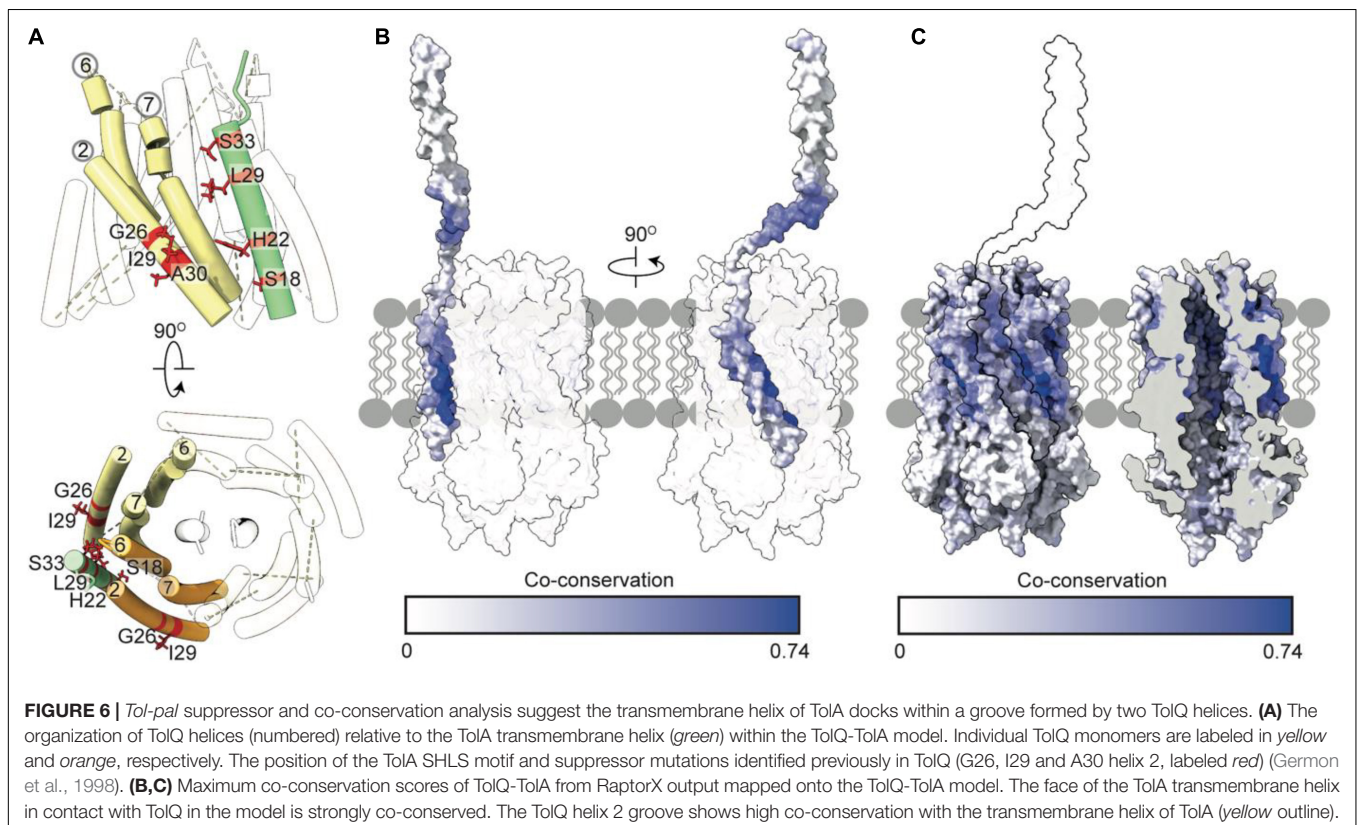 A
B
C
6
7
2
S33
L29
G26
I29
A30
H22
S18
90°
90°
2
6
G26
I29
7
6
S33
S18
L29
H22
2
7
G26
I29
Co-conservation
0
0.74
Co-conservation
0
0.74
FIGURE 6 | Tol-pal suppressor and co-conservation analysis suggest the transmembrane helix of TolA docks within a groove formed by two TolQ helices. (A) The
organization of TolQ helices (numbered) relative to the TolA transmembrane helix (green) within the TolQ-TolA model. Individual TolQ monomers are labeled in yellow
and orange, respectively. The position of the TolA SHLS motif and suppressor mutations identified previously in TolQ (G26, I29 and A30 helix 2, labeled red) (Germon
et al., 1998). (B,C) Maximum co-conservation scores of TolQ-TolA from RaptorX output mapped onto the TolQ-TolA model. The face of the TolA transmembrane helix
in contact with TolQ in the model is strongly co-conserved. The TolQ helix 2 groove shows high co-conservation with the transmembrane helix of TolA (yellow outline).